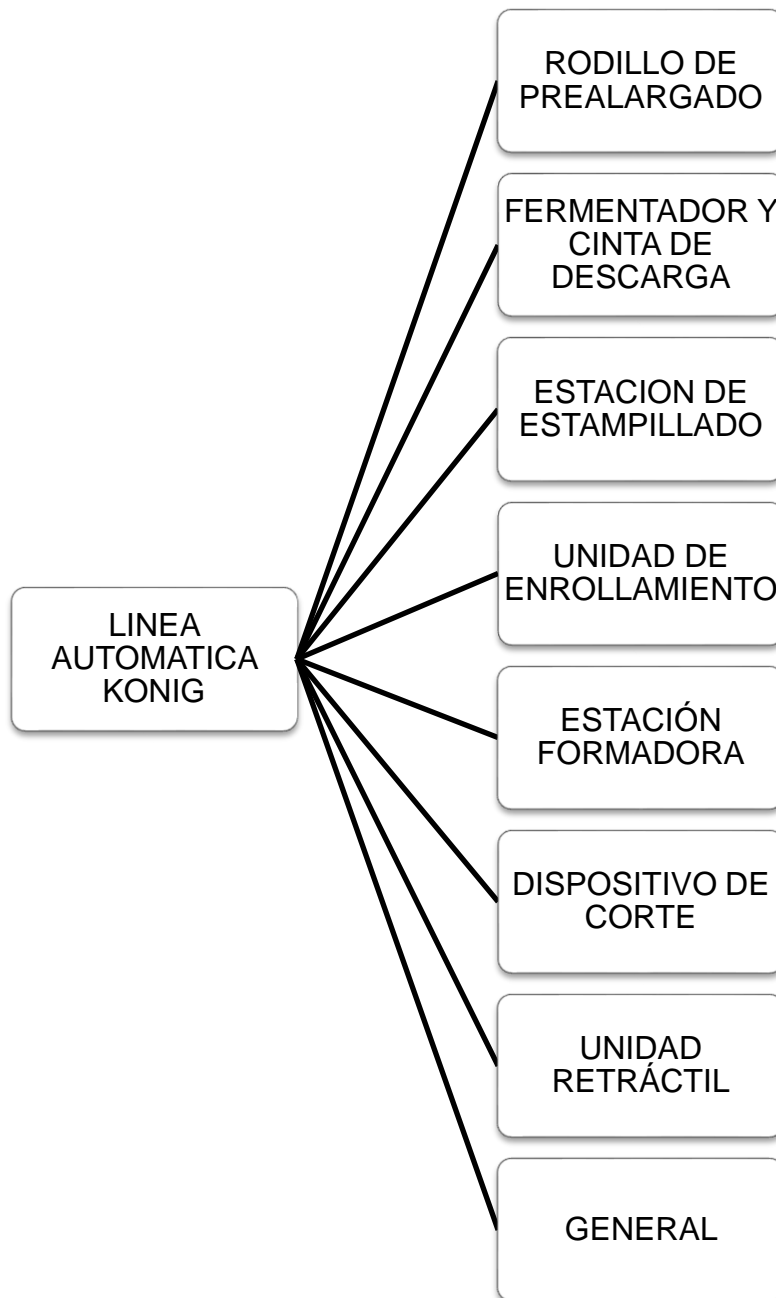 RODILLO DE
PREALARGADO
FERMENTADOR Y
CINTA DE
DESCARGA
ESTACION DE
ESTAMPILLADO
UNIDAD DE
ENROLLAMIENTO
LINEA
AUTOMATICA
KONIG
ESTACIÓN
FORMADORA
DISPOSITIVO DE
CORTE
UNIDAD
RETRÁCTIL
GENERAL